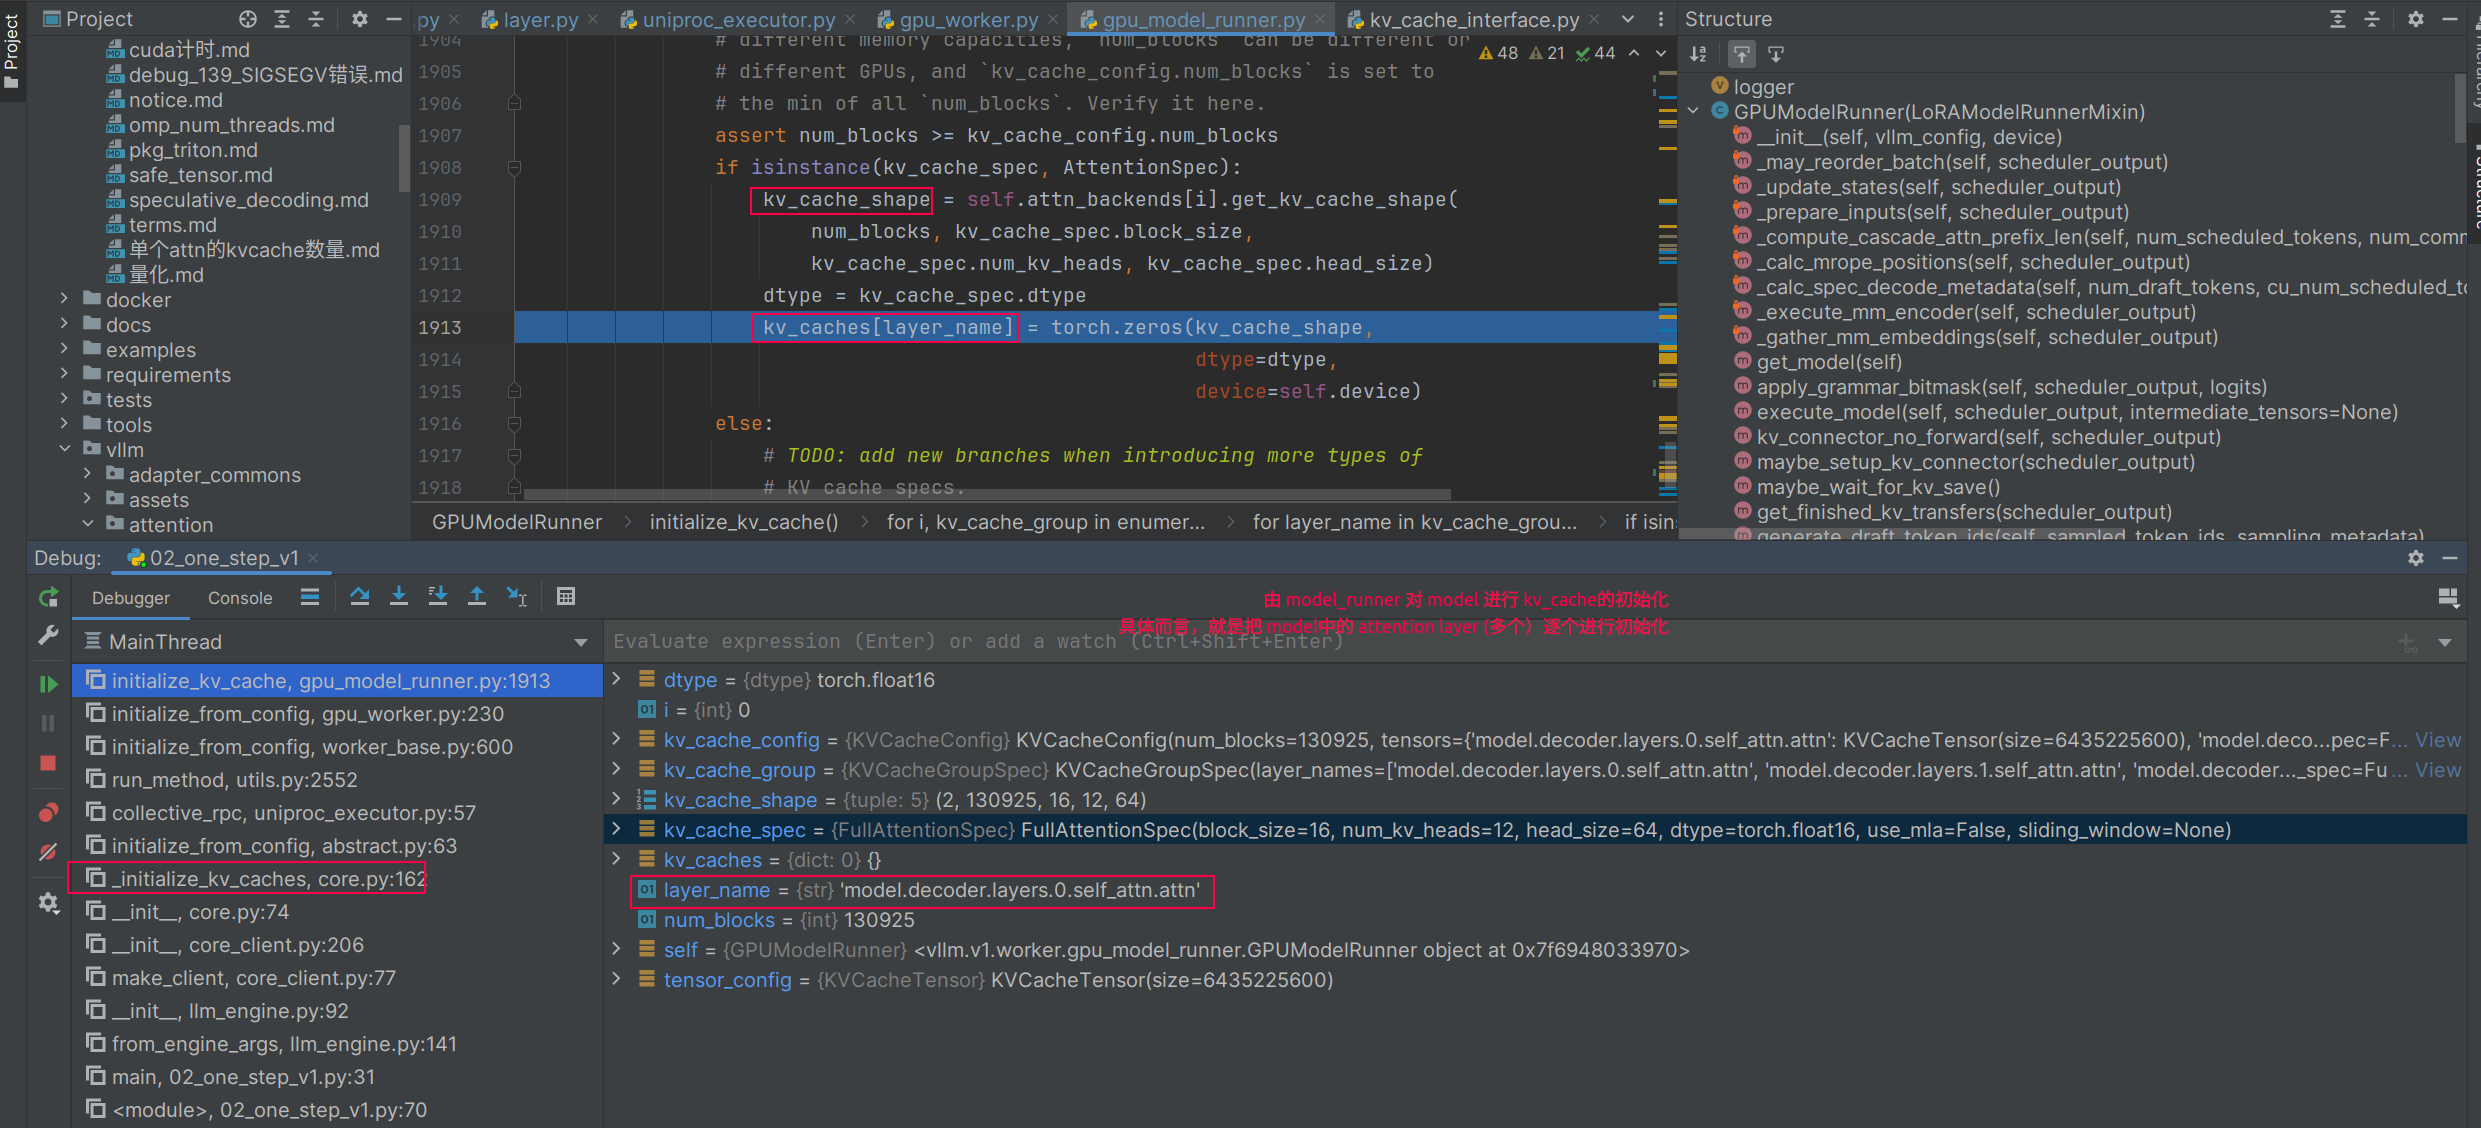 Project
py
layer.py
uniproc_executor.py
gpu_worker.py
gpu_model_runner.py
kv_cache_interface.py
Structure
Project
cuda计时.md
debug_139_SIGSEGV错误.md
notice.md
omp_num_threads.md
pkg_triton.md
safe_tensor.md
speculative_decoding.md
terms.md
单个attn的kvcache数量.md
量化.md
docker
docs
examples
requirements
tests
tools
vllm
adapter_commons
assets
attention
48 21 44
1904 # different memory capacities, `num_blocks` can be different on
1905 # different GPUs, and `kv_cache_config.num_blocks` is set to
1906 # the min of all `num_blocks`. Verify it here.
1907 assert num_blocks >= kv_cache_config.num_blocks
1908 if isinstance(kv_cache_spec, AttentionSpec):
1909 kv_cache_shape = self.attn_backends[i].get_kv_cache_shape(
1910 num_blocks, kv_cache_spec.block_size,
1911 kv_cache_spec.num_kv_heads, kv_cache_spec.head_size)
1912 dtype = kv_cache_spec.dtype
1913 kv_caches[layer_name] = torch.zeros(kv_cache_shape,
1914 dtype=dtype,
1915 device=self.device)
1916 else:
1917 # TODO: add new branches when introducing more types of
1918 # KV cache specs.
GPUModelRunner > initialize_kv_cache() > for i, kv_cache_group in enumer... > for layer_name in kv_cache_grou... > if isin
logger
GPUModelRunner(LoRAModelRunnerMixin)
__init__(self, vllm_config, device)
_may_reorder_batch(self, scheduler_output)
_update_states(self, scheduler_output)
_prepare_inputs(self, scheduler_output)
_compute_cascade_attn_prefix_len(self, num_scheduled_tokens, num_comm
_calc_mrope_positions(self, scheduler_output)
_calc_spec_decode_metadata(self, num_draft_tokens, cu_num_scheduled_to
_execute_mm_encoder(self, scheduler_output)
_gather_mm_embeddings(self, scheduler_output)
get_model(self)
apply_grammar_bitmask(self, scheduler_output, logits)
execute_model(self, scheduler_output, intermediate_tensors=None)
kv_connector_no_forward(self, scheduler_output)
maybe_setup_kv_connector(scheduler_output)
maybe_wait_for_kv_save()
get_finished_kv_transfers(scheduler_output)
generate_draft_token_ids(self, sampled_token_ids, sampling_metadata)
Debug: 02_one_step_v1
Debugger Console
由 model_runner 对 model 进行 kv_cache的初始化
具体而言，就是把 model中的 attention layer (多个）逐个进行初始化
MainThread
Evaluate expression (Enter) or add a watch (Ctrl+Shift+Enter)
initialize_kv_cache, gpu_model_runner.py:1913
initialize_from_config, gpu_worker.py:230
initialize_from_config, worker_base.py:600
run_method, utils.py:2552
collective_rpc, uniproc_executor.py:57
initialize_from_config, abstract.py:63
_initialize_kv_caches, core.py:162
__init__, core.py:74
__init__, core_client.py:206
make_client, core_client.py:77
__init__, llm_engine.py:92
from_engine_args, llm_engine.py:141
main, 02_one_step_v1.py:31
<module>, 02_one_step_v1.py:70
dtype = {dtype} torch.float16
i = {int} 0
kv_cache_config = {KVCacheConfig} KVCacheConfig(num_blocks=130925, tensors={'model.decoder.layers.0.self_attn.attn': KVCacheTensor(size=6435225600), 'model.deco...pec=F... View
kv_cache_group = {KVCacheGroupSpec} KVCacheGroupSpec(layer_names=['model.decoder.layers.0.self_attn.attn', 'model.decoder.layers.1.self_attn.attn', 'model.decoder..._spec=Fu... View
kv_cache_shape = {tuple: 5} (2, 130925, 16, 12, 64)
kv_cache_spec = {FullAttentionSpec} FullAttentionSpec(block_size=16, num_kv_heads=12, head_size=64, dtype=torch.float16, use_mla=False, sliding_window=None)
kv_caches = {dict: 0} {}
layer_name = {str} 'model.decoder.layers.0.self_attn.attn'
num_blocks = {int} 130925
self = {GPUModelRunner} <vllm.v1.worker.gpu_model_runner.GPUModelRunner object at 0x7f6948033970>
tensor_config = {KVCacheTensor} KVCacheTensor(size=6435225600)